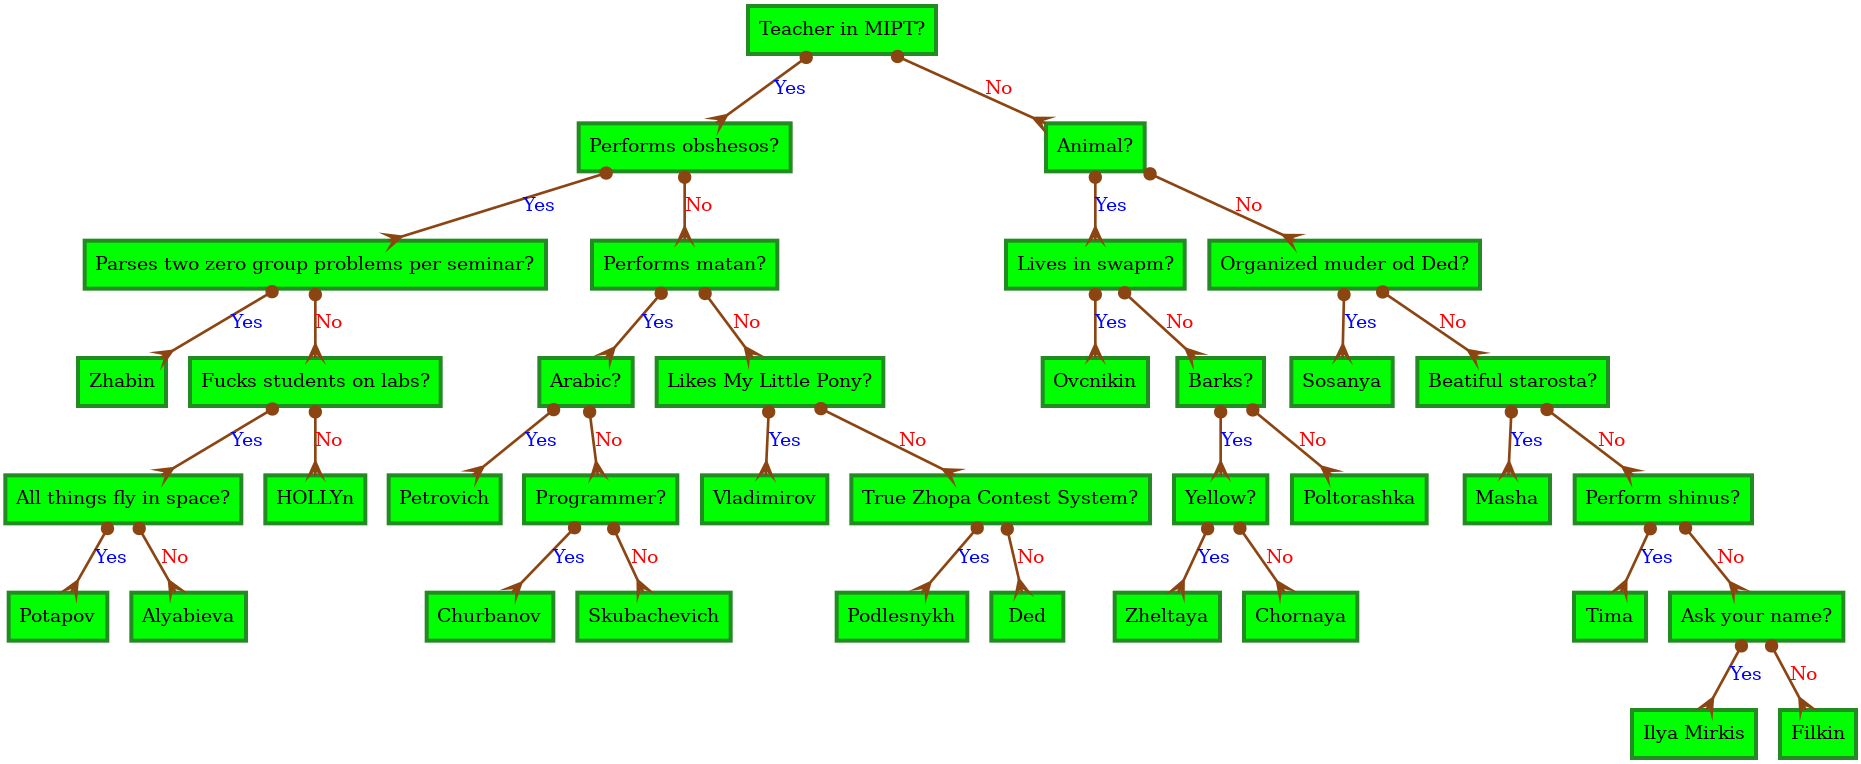 Teacher in MIPT?
Yes
No
Performs obshesos?
Animal?
Yes
No
Yes
No
Parses two zero group problems per seminar?
Performs matan?
Lives in swapm?
Organized muder od Ded?
Yes
No
Yes
No
Yes
No
Yes
No
Zhabin
Fucks students on labs?
Arabic?
Likes My Little Pony?
Ovcnikin
Barks?
Sosanya
Beatiful starosta?
Yes
No
Yes
No
Yes
No
Yes
No
Yes
No
All things fly in space?
HOLLYn
Petrovich
Programmer?
Vladimirov
True Zhopa Contest System?
Yellow?
Poltorashka
Masha
Perform shinus?
Yes
No
Yes
No
Yes
No
Yes
No
Yes
No
Potapov
Alyabieva
Churbanov
Skubachevich
Podlesnykh
Ded
Zheltaya
Chornaya
Tima
Ask your name?
Yes
No
Ilya Mirkis
Filkin